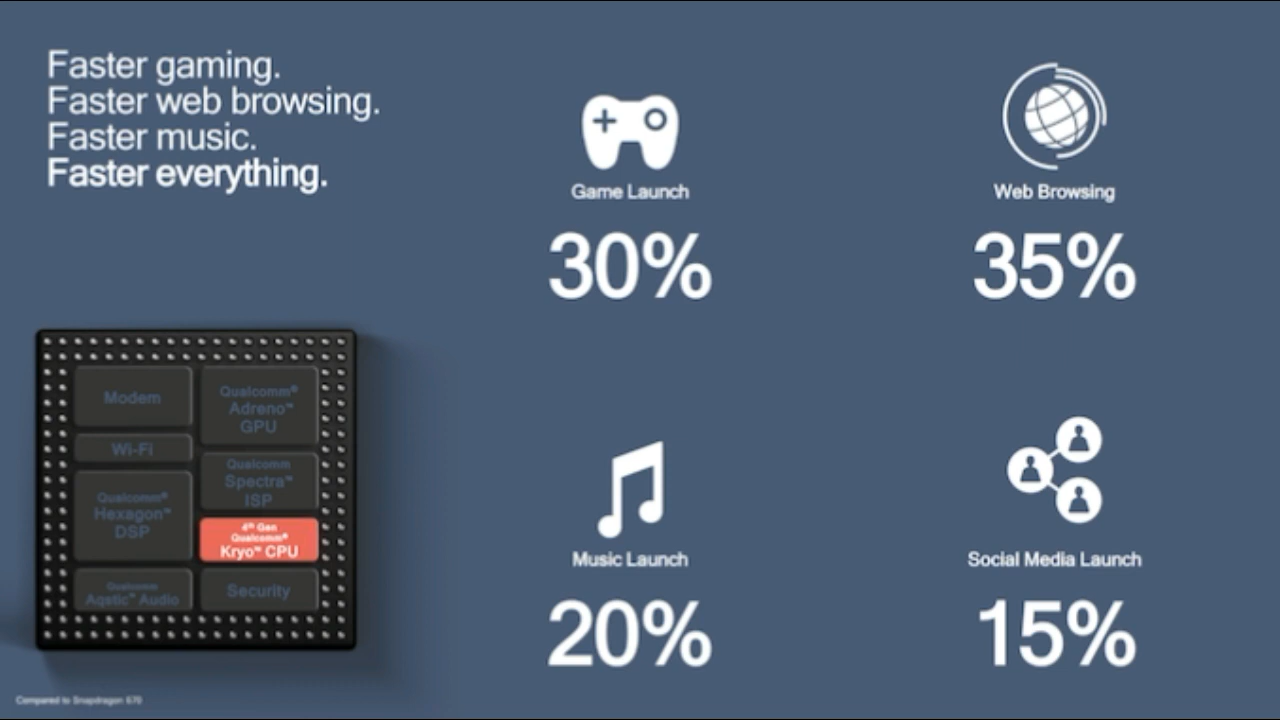 Faster gaming.
Faster web browsing.
Faster music.
Faster everything.
Game Launch
30%
Web Browsing
35%
Music Launch
20%
Social Media Launch
15%
Modem
Wi-Fi
Qualcomm®
Hexagon™
DSP
Qualcomm
Aqstic™ Audio
Qualcomm®
Adreno™
GPU
Qualcomm
Spectra™
ISP
4th Gen
Qualcomm®
Kryo™ CPU
Security
Compared to Snapdragon 670